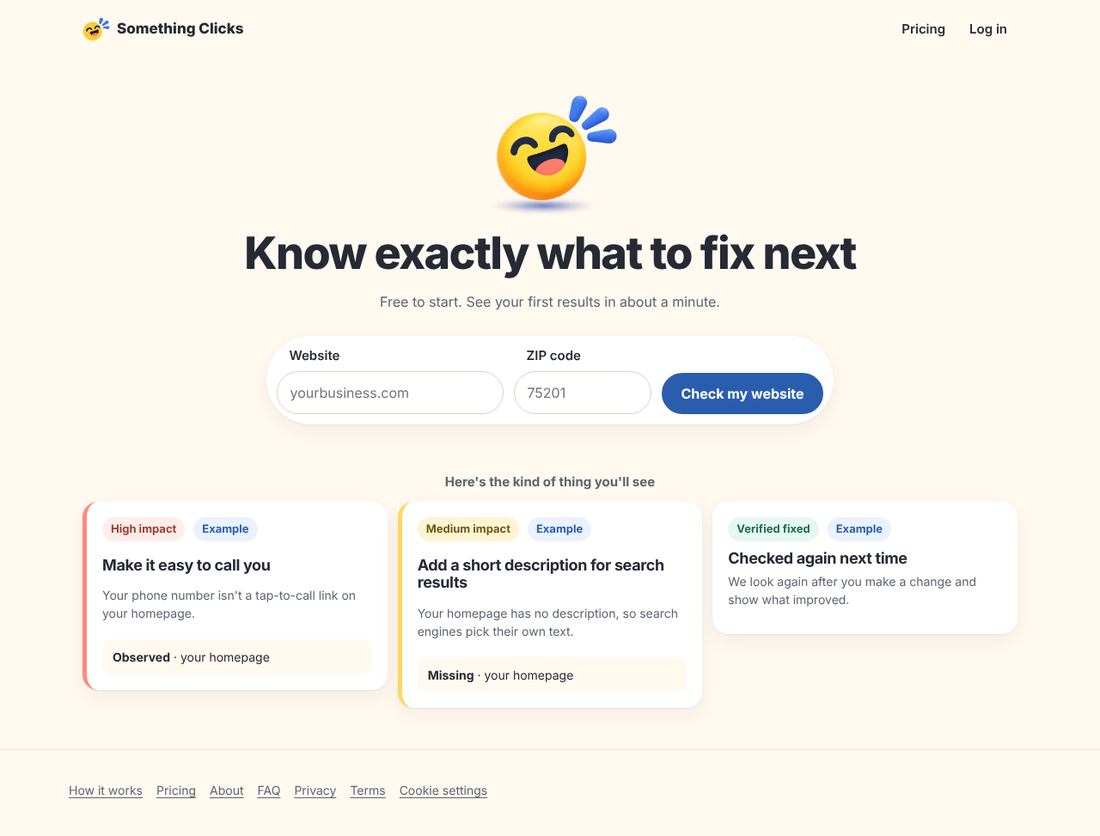 Something Clicks
Pricing
Log in
Know exactly what to fix next
Free to start. See your first results in about a minute.
Website
ZIP code
yourbusiness.com
75201
Check my website
Here's the kind of thing you'll see
High impact
Example
Make it easy to call you
Your phone number isn't a tap-to-call link on
your homepage.
Observed · your homepage
Medium impact
Example
Add a short description for search
results
Your homepage has no description, so search
engines pick their own text.
Missing · your homepage
Verified fixed
Example
Checked again next time
We look again after you make a change and
show what improved.
How it works
Pricing
About
FAQ
Privacy
Terms
Cookie settings